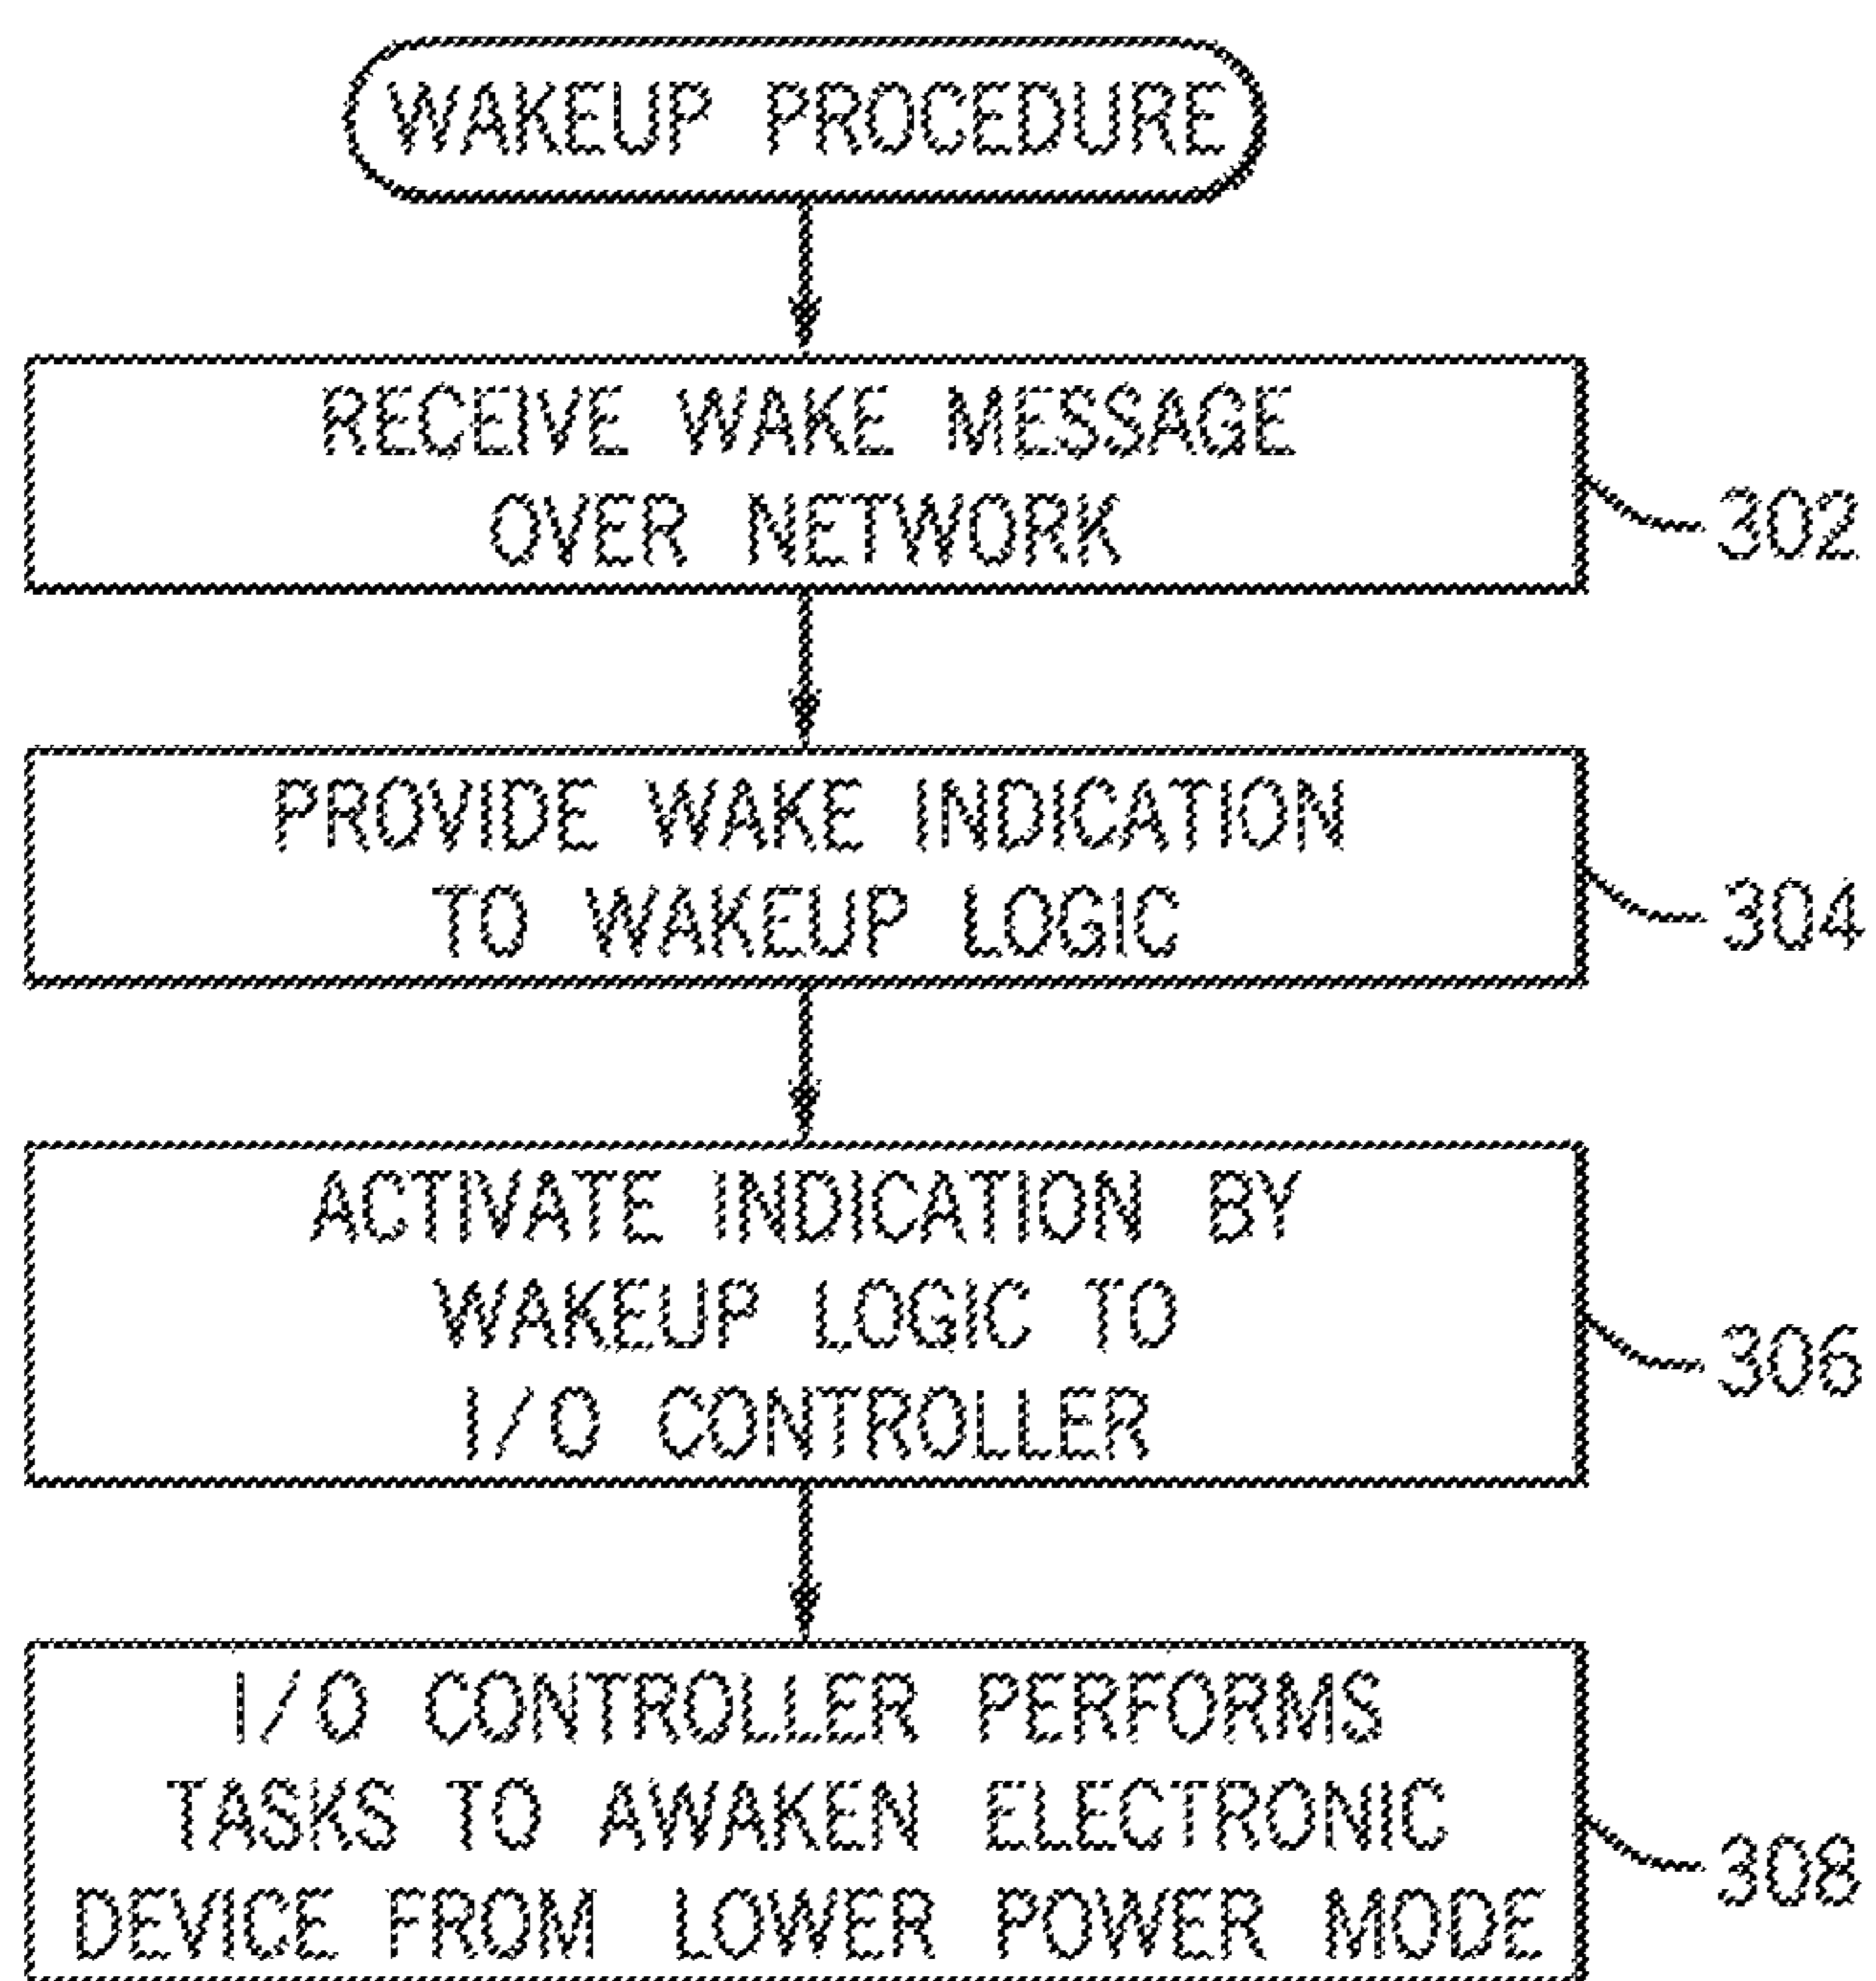 WAKEUP PROCEDURE
RECEIVE WAKE MESSAGE
OVER NETWORK
302
PROVIDE WAKE INDICATION
TO WAKEUP LOGIC
304
ACTIVATE INDICATION BY
WAKEUP LOGIC TO
I/O CONTROLLER
306
I/O CONTROLLER PERFORMS
TASKS TO AWAKEN ELECTRONIC
DEVICE FROM LOWER POWER MODE
308